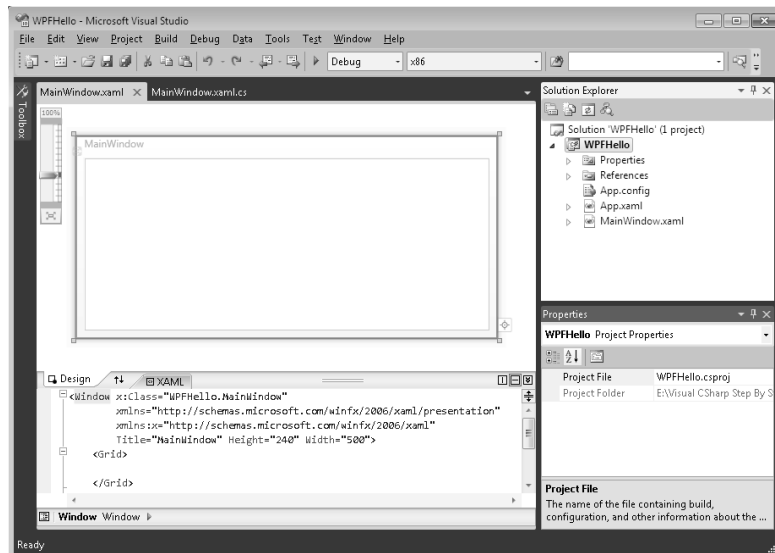 WPFHello - Microsoft Visual Studio
File Edit View Project Build Debug Data Tools Test Window Help
Debug x86
Toolbox
MainWindow.xaml MainWindow.xaml.cs
100%
MainWindow
Design XAML
<Window x:Class="WPFHello.MainWindow"
xmlns="http://schemas.microsoft.com/winfx/2006/xaml/presentation"
xmlns:x="http://schemas.microsoft.com/winfx/2006/xaml"
Title="MainWindow" Height="240" Width="500">
<Grid>
</Grid>
Window Window
Solution Explorer
Solution 'WPFHello' (1 project)
WPFHello
Properties
References
App.config
App.xaml
MainWindow.xaml
Properties
WPFHello Project Properties
Project File WPFHello.csproj
Project Folder E:\Visual CSharp Step By S
Project File
The name of the file containing build,
configuration, and other information about the ...
Ready